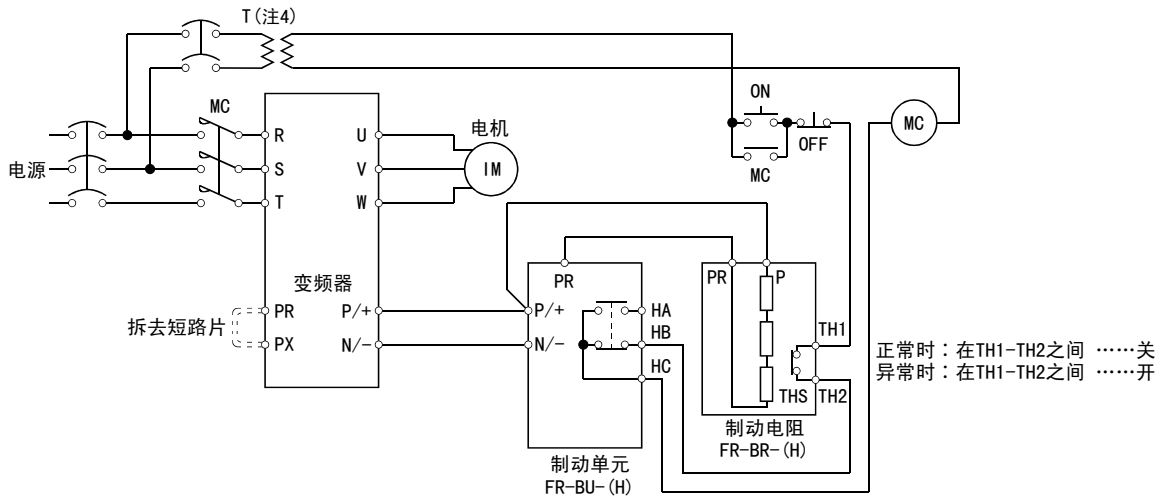 T(注4)
MC
电源
R
S
T
U
V
W
电机
IM
变频器
PR
PX
P/+
N/-
拆去短路片
ON
OFF
MC
MC
PR
P/+
N/-
HA
HB
HC
制动单元
FR-BU-(H)
PR
P
TH1
THS
TH2
制动电阻
FR-BR-(H)
正常时：在TH1-TH2之间 ……关
异常时：在TH1-TH2之间 ……开